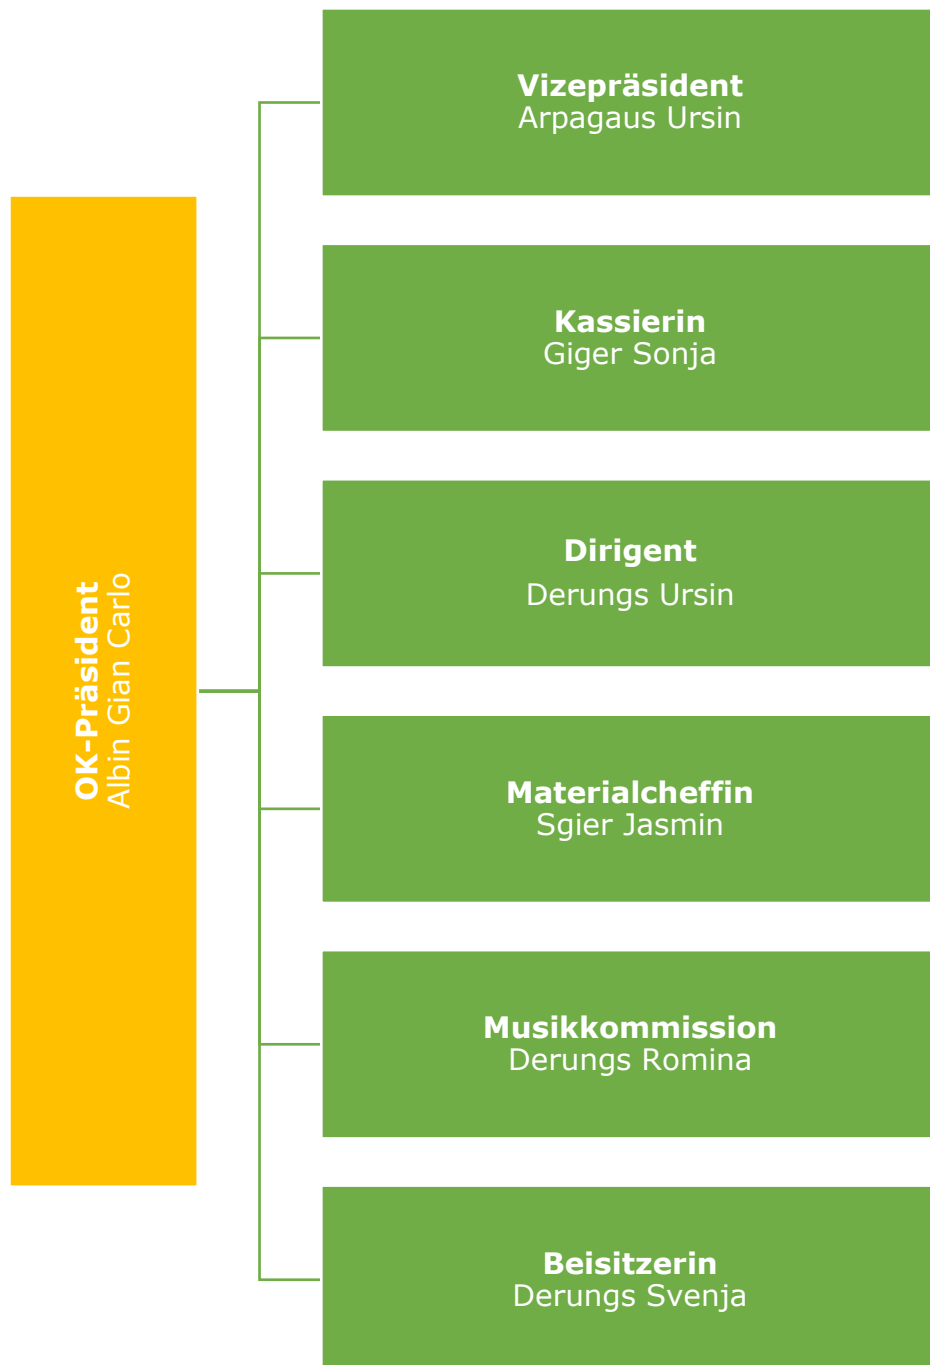 OK-Präsident
Albin Gian Carlo
Vizepräsident
Arpagaus Ursin
Kassierin
Giger Sonja
Dirigent
Derungs Ursin
Materialcheffin
Sgier Jasmin
Musikkommission
Derungs Romina
Beisitzerin
Derungs Svenja